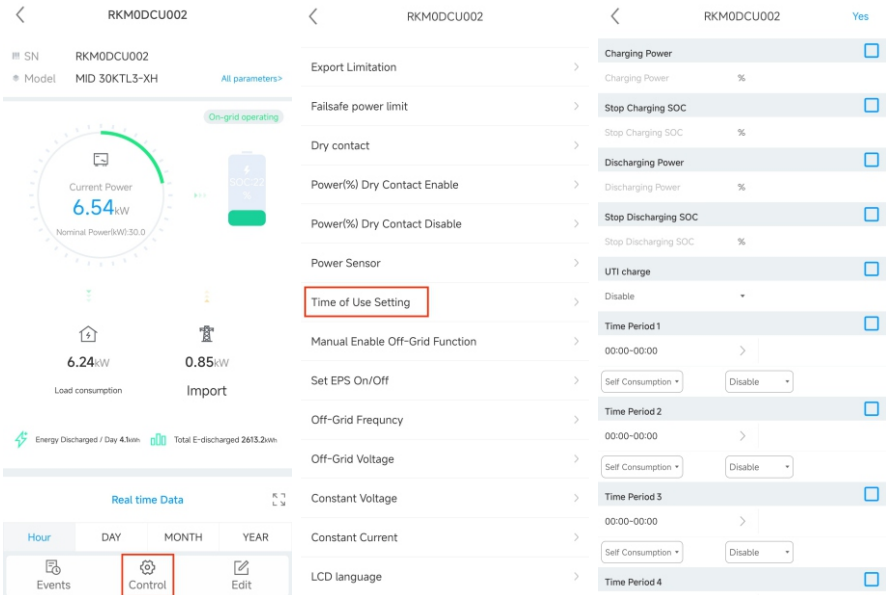 RKM0DCU002
SN RKM0DCU002
Model MID 30KTL3-XH All parameters>
On-grid operating
Current Power
6.54kW
Nominal Power(kW):30.0
SOC:22
%
6.24kW
Load consumption
0.85kW
Import
Energy Discharged / Day 4.1kWh Total E-discharged 2613.2kWh
Real time Data
Hour DAY MONTH YEAR
Events Control Edit
RKM0DCU002
Export Limitation
Failsafe power limit
Dry contact
Power(%) Dry Contact Enable
Power(%) Dry Contact Disable
Power Sensor
Time of Use Setting
Manual Enable Off-Grid Function
Set EPS On/Off
Off-Grid Frequncy
Off-Grid Voltage
Constant Voltage
Constant Current
LCD language
RKM0DCU002 Yes
Charging Power
Charging Power %
Stop Charging SOC
Stop Charging SOC %
Discharging Power
Discharging Power %
Stop Discharging SOC
Stop Discharging SOC %
UTI charge
Disable
Time Period 1
00:00-00:00
Self Consumption Disable
Time Period 2
00:00-00:00
Self Consumption Disable
Time Period 3
00:00-00:00
Self Consumption Disable
Time Period 4